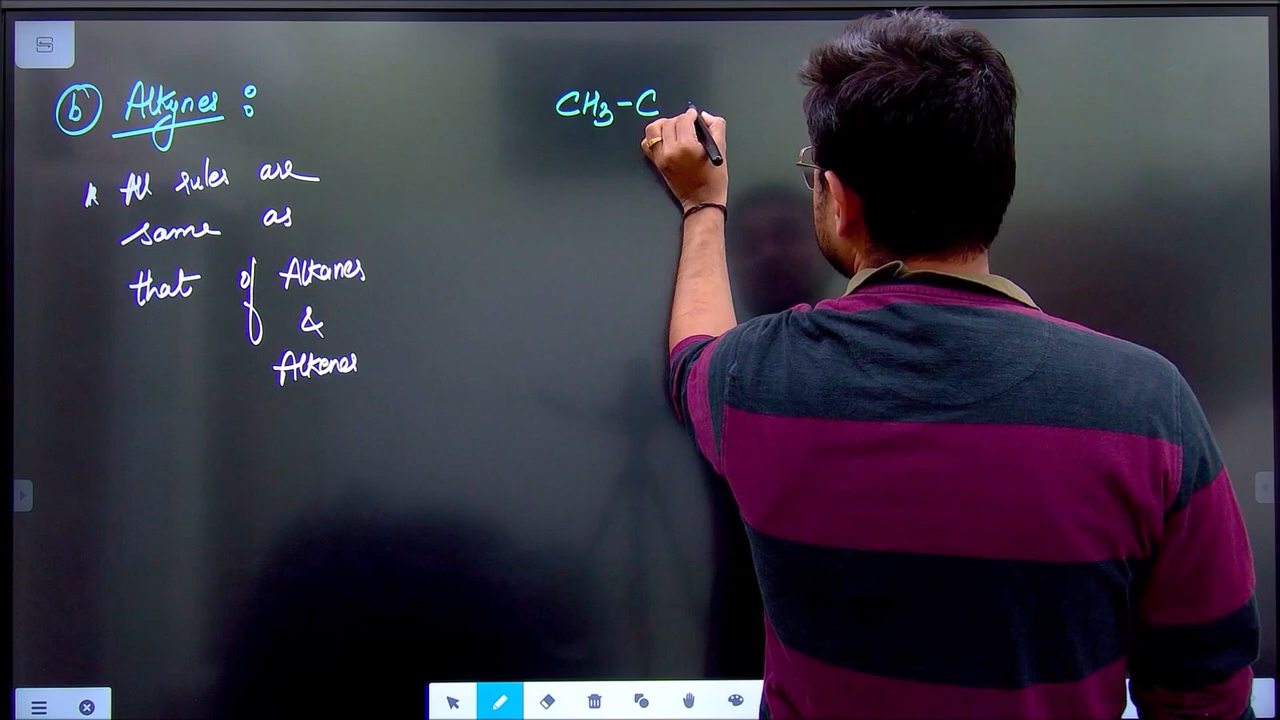 b Alkynes :
* All rules are
same as
that of Alkanes
&
Alkenes
CH3-C